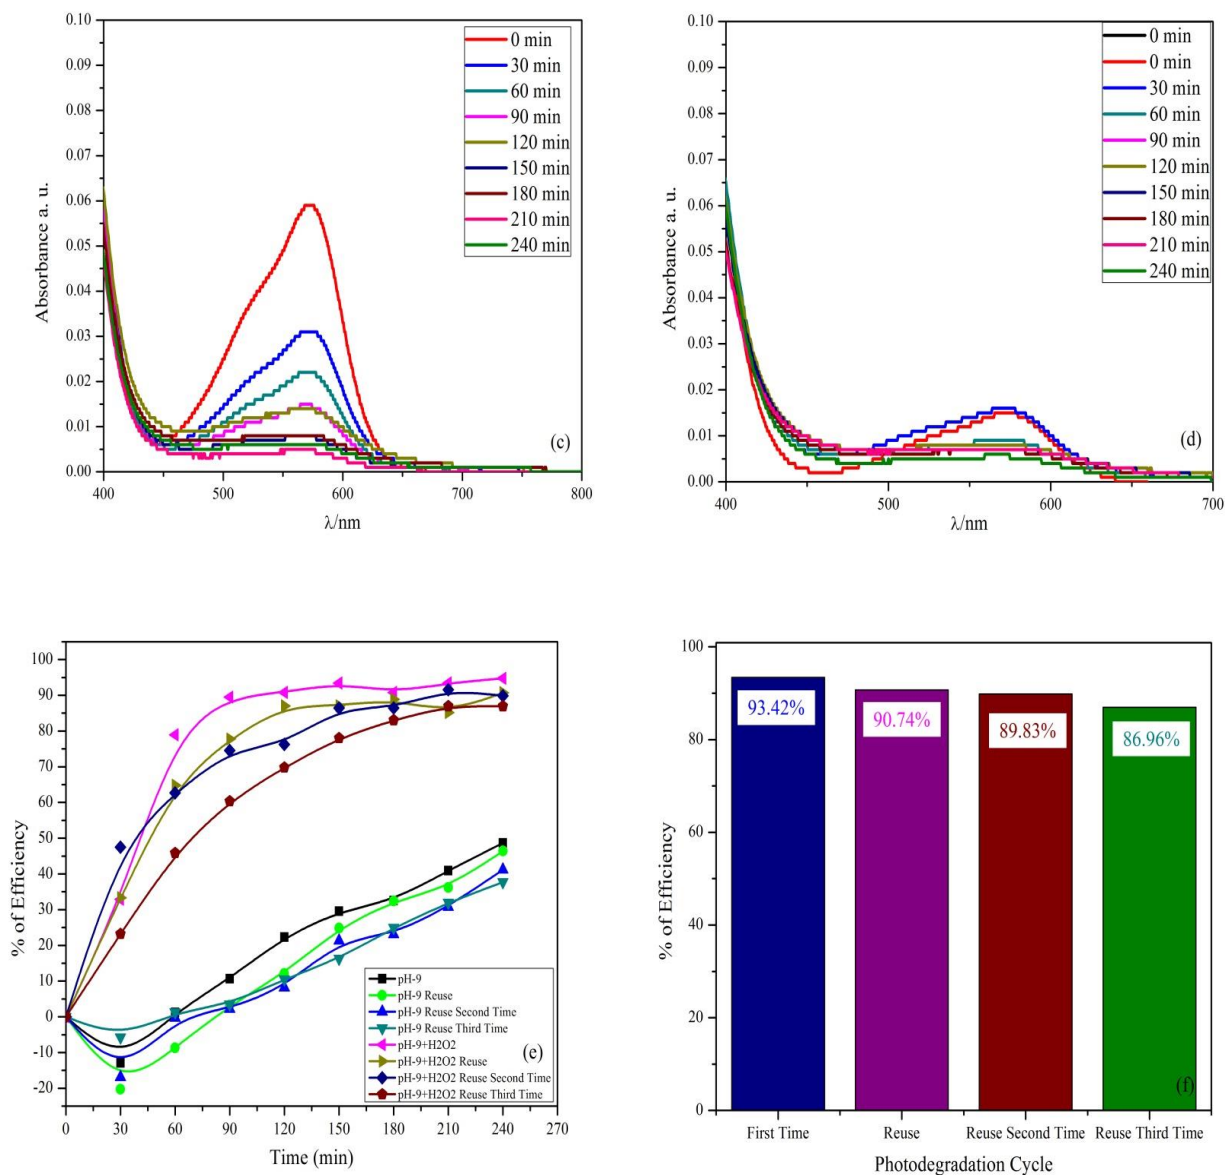 0.10
0.09
0.08
0.07
0.06
0.05
0.04
0.03
0.02
0.01
0.00
Absorbance a. u.
0 min
30 min
60 min
90 min
120 min
150 min
180 min
210 min
240 min
(c)
400 500 600 700 800
λ/nm
0.10
0.09
0.08
0.07
0.06
0.05
0.04
0.03
0.02
0.01
0.00
Absorbance a. u.
0 min
0 min
30 min
60 min
90 min
120 min
150 min
180 min
210 min
240 min
(d)
400 500 600 700
λ/nm
100
90
80
70
60
50
40
30
20
10
0
-10
-20
% of Efficiency
pH-9
pH-9 Reuse
pH-9 Reuse Second Time
pH-9 Reuse Third Time
pH-9+H2O2
pH-9+H2O2 Reuse
pH-9+H2O2 Reuse Second Time
pH-9+H2O2 Reuse Third Time
(e)
0 30 60 90 120 150 180 210 240 270
Time (min)
100
80
60
40
20
0
% of Efficiency
93.42%
90.74%
89.83%
86.96%
(f)
First Time Reuse Reuse Second Time Reuse Third Time
Photodegradation Cycle